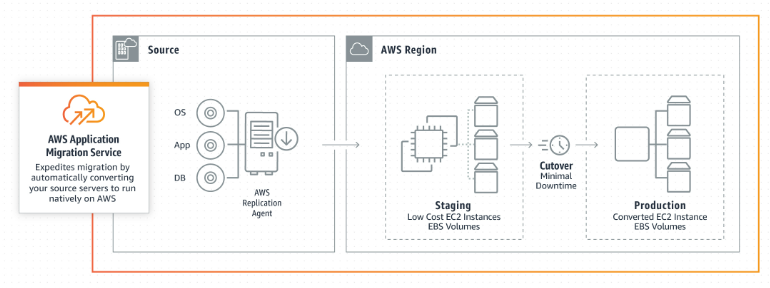 Source
AWS Region
AWS Application
Migration Service
Expedites migration by
automatically converting
your source servers to run
natively on AWS
OS
App
DB
AWS
Replication
Agent
Staging
Low Cost EC2 Instances
EBS Volumes
Cutover
Minimal
Downtime
Production
Converted EC2 Instance
EBS Volumes